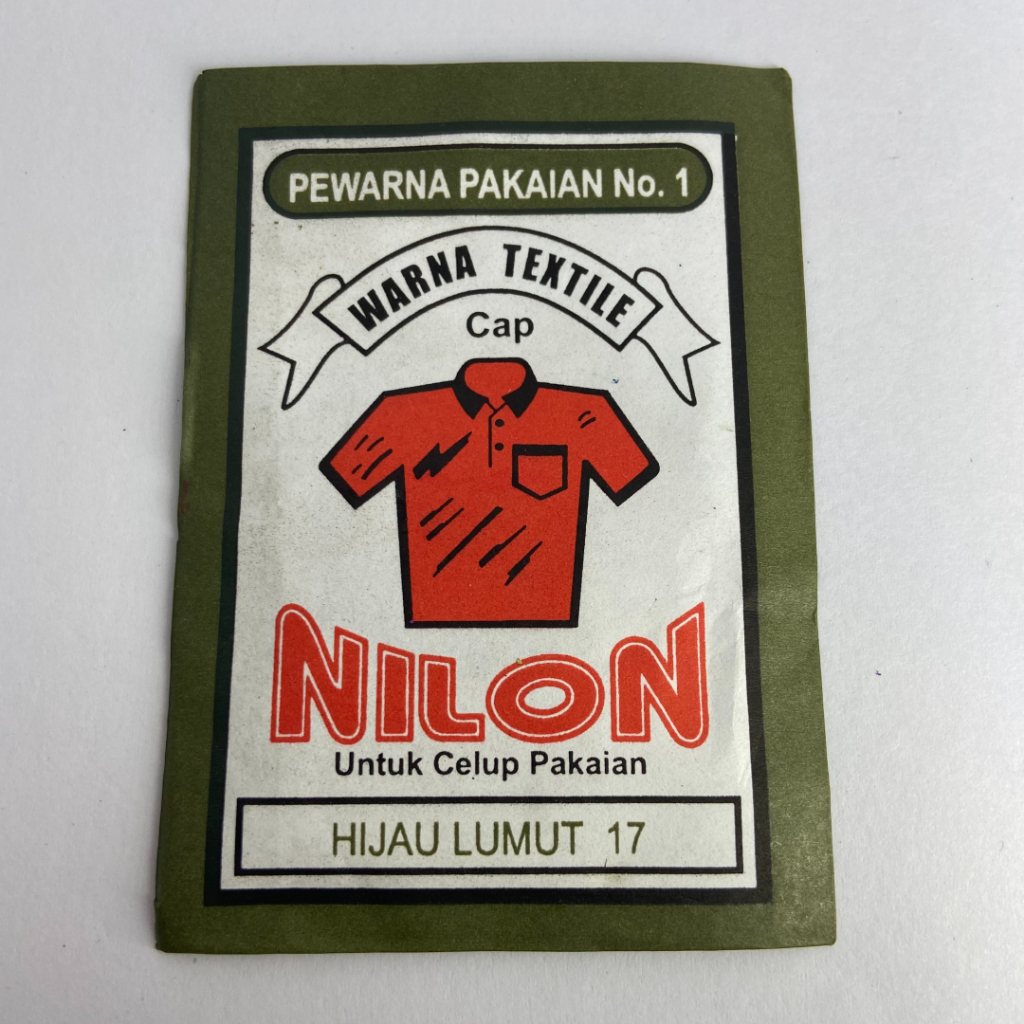 PEWARNA PAKAIAN No. 1
WARNA TEXTILE
Cap
NILON
Untuk Celup Pakaian
HIJAU LUMUT 17